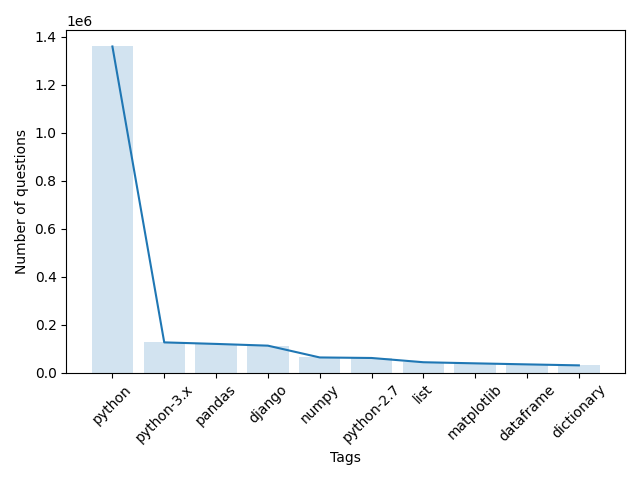 1e6
1.4
1.2
1.0
0.8
0.6
0.4
0.2
0.0
Number of questions
python
python-3.x
pandas
django
numpy
python-2.7
list
matplotlib
dataframe
dictionary
Tags